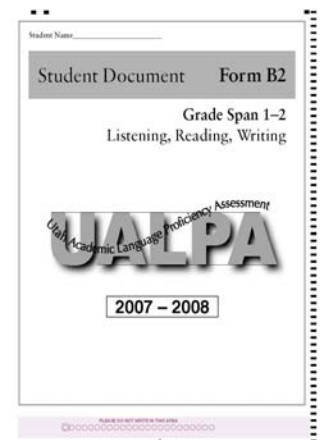 Student Name
Student Document Form B2
Grade Span 1–2
Listening, Reading, Writing
Utah Academic Language Proficiency Assessment
UALPA
2007 – 2008
PLEASE DO NOT WRITE IN THIS AREA